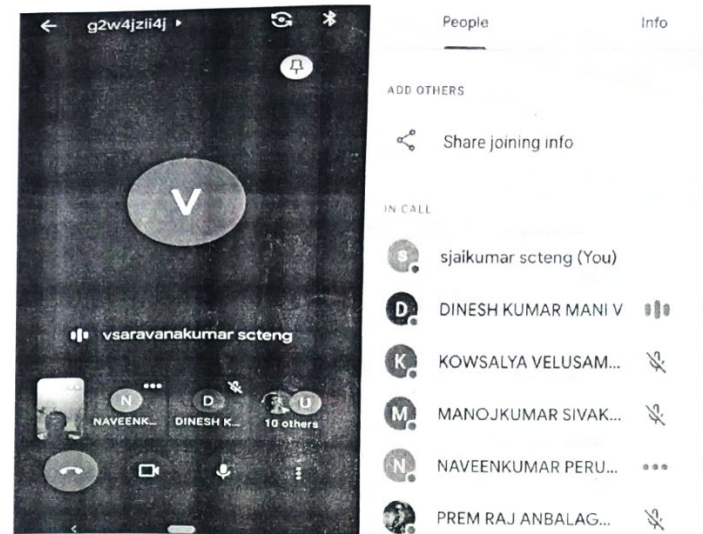 g2w4jzii4j
V
vsaravanakumar scteng
N
D
U
NAVEENK...
DINESH K...
10 others
People
Info
ADD OTHERS
Share joining info
IN CALL
S
sjaikumar scteng (You)
D
DINESH KUMAR MANI V
K
KOWSALYA VELUSAM...
M
MANOJKUMAR SIVAK...
N
NAVEENKUMAR PERU...
PREM RAJ ANBALAG...